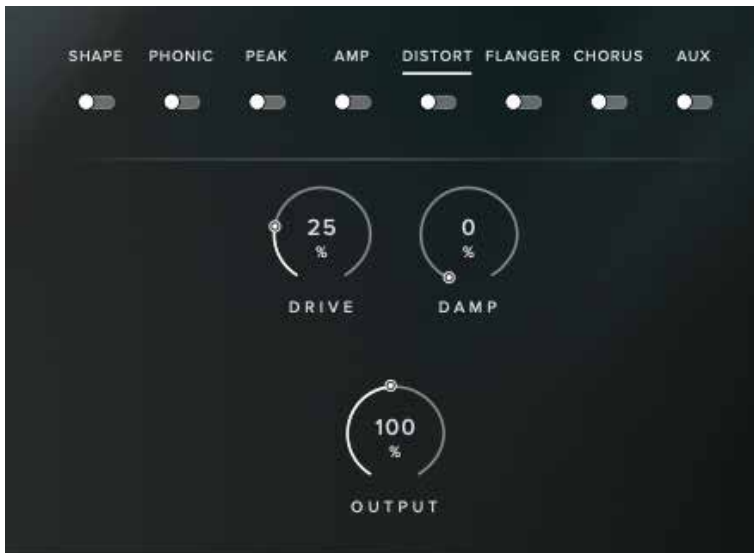 SHAPE PHONIC PEAK AMP DISTORT FLANGER CHORUS AUX
25 0
% %
DRIVE DAMP
100
%
OUTPUT